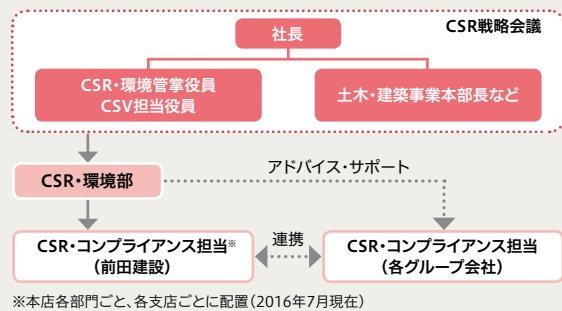 CSR戦略会議
社長
CSR・環境管掌役員
CSV担当役員
土木・建築事業本部長など
CSR・環境部
アドバイス・サポート
CSR・コンプライアンス担当※
(前田建設)
連携
CSR・コンプライアンス担当
(各グループ会社)
※本店各部門ごと、各支店ごとに配置(2016年7月現在)